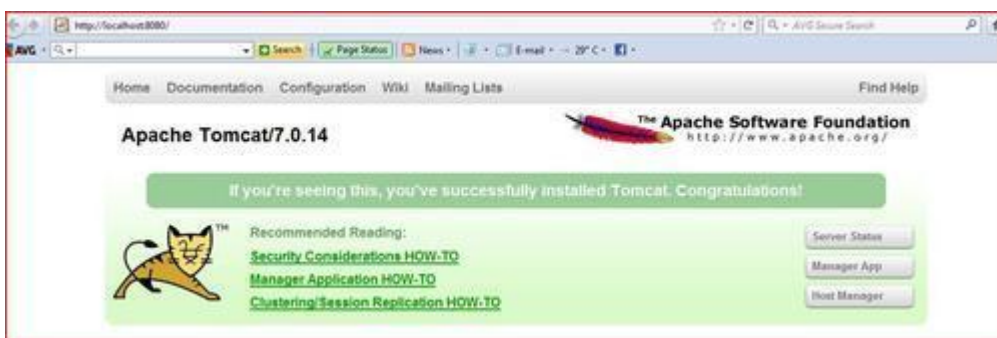 http://localhost:8080/
AVG Secure Search
AVG Search Page Status News E-mail 29° C
Home Documentation Configuration Wiki Mailing Lists Find Help
Apache Tomcat/7.0.14
The Apache Software Foundation
http://www.apache.org/
If you're seeing this, you've successfully installed Tomcat. Congratulations!
TM
Recommended Reading:
Security Considerations HOW-TO
Manager Application HOW-TO
Clustering/Session Replication HOW-TO
Server Status
Manager App
Host Manager